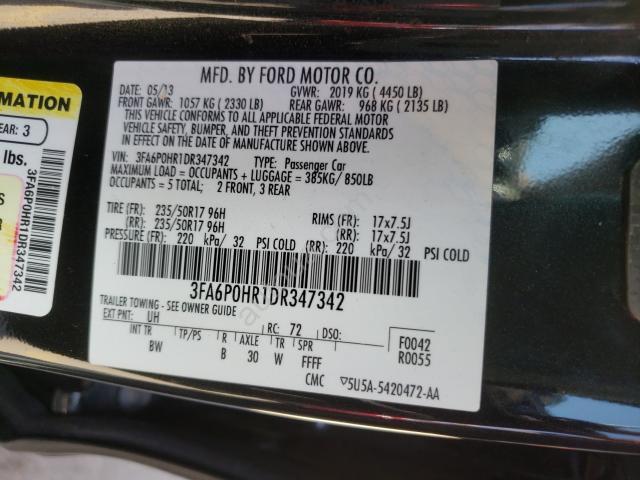 MFD. BY FORD MOTOR CO.
DATE: 05/13 GVWR: 2019 KG ( 4450 LB)
FRONT GAWR: 1057 KG ( 2330 LB) REAR GAWR: 968 KG ( 2135 LB)
THIS VEHICLE CONFORMS TO ALL APPLICABLE FEDERAL MOTOR
VEHICLE SAFETY, BUMPER, AND THEFT PREVENTION STANDARDS
IN EFFECT ON THE DATE OF MANUFACTURE SHOWN ABOVE.
VIN: 3FA6P0HR1DR347342 TYPE: Passenger Car
MAXIMUM LOAD = OCCUPANTS + LUGGAGE = 385KG/ 850LB
OCCUPANTS = 5 TOTAL; 2 FRONT, 3 REAR
TIRE (FR): 235/50R17 96H RIMS (FR): 17x7.5J
(RR): 235/50R17 96H (RR): 17x7.5J
PRESSURE (FR): 220 kPa/ 32 PSI COLD (RR): 220 kPa/ 32 PSI COLD
3FA6P0HR1DR347342
TRAILER TOWING - SEE OWNER GUIDE
EXT PNT: UH RC: 72 DSO: F0042
INT TR TP/PS R AXLE TR SPR R0055
BW B 30 W FFFF
CMC ▽5U5A-5420472-AA
RMATION
EAR: 3
lbs.
3FA6P0HR1DR347342